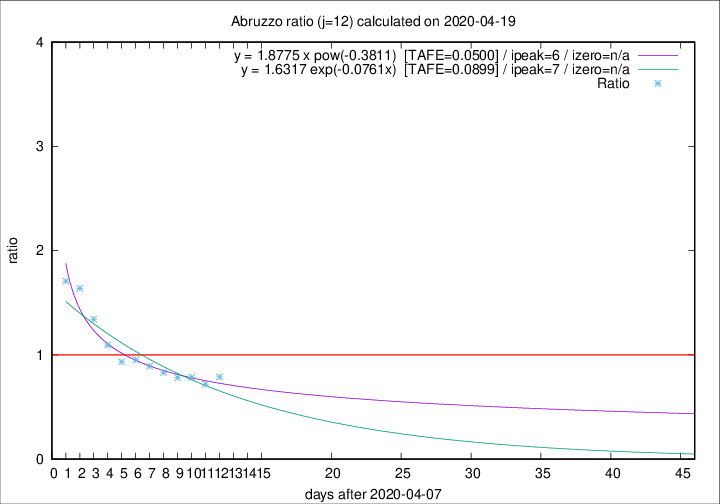 Abruzzo ratio (j=12) calculated on 2020-04-19
y = 1.8775 x pow(-0.3811) [TAFE=0.0500] / ipeak=6 / izero=n/a
y = 1.6317 exp(-0.0761x) [TAFE=0.0899] / ipeak=7 / izero=n/a
Ratio
4
3
2
1
0
ratio
0 1 2 3 4 5 6 7 8 9 10 11 12 13 14 15 20 25 30 35 40 45
days after 2020-04-07